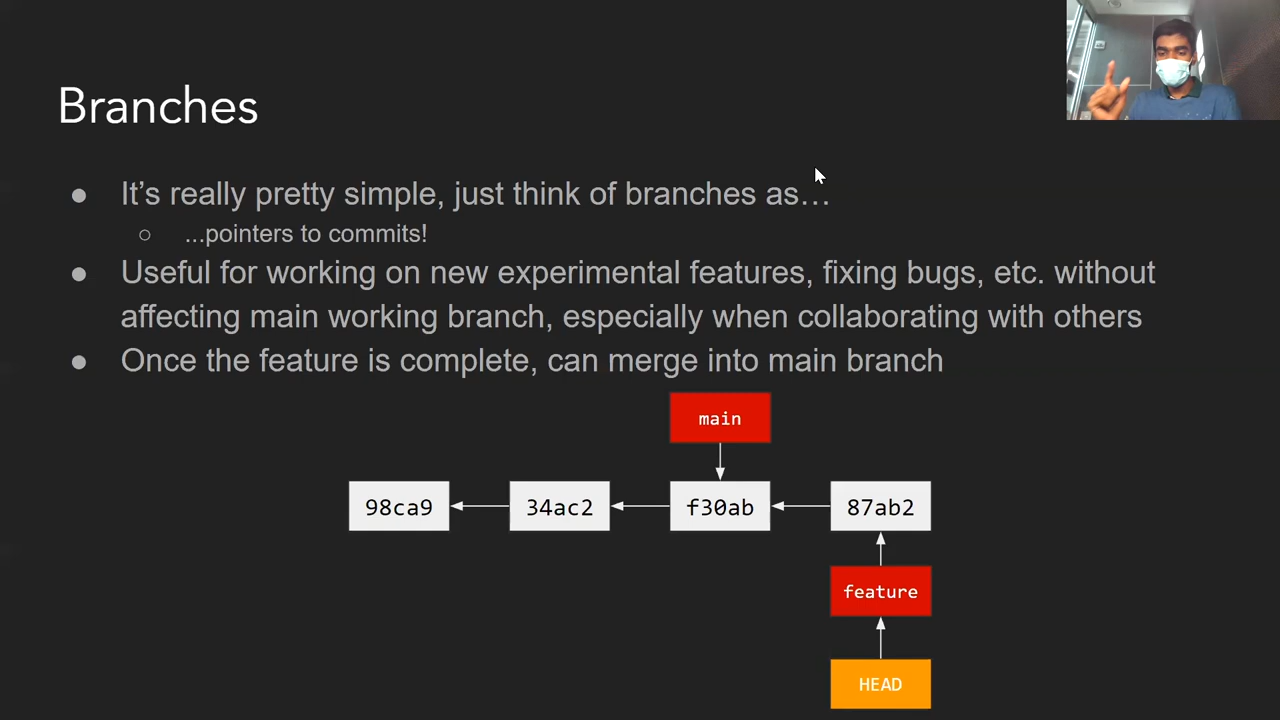 Branches
● It’s really pretty simple, just think of branches as…
○ ...pointers to commits!
● Useful for working on new experimental features, fixing bugs, etc. without
affecting main working branch, especially when collaborating with others
● Once the feature is complete, can merge into main branch
main
98ca9 34ac2 f30ab 87ab2
feature
HEAD